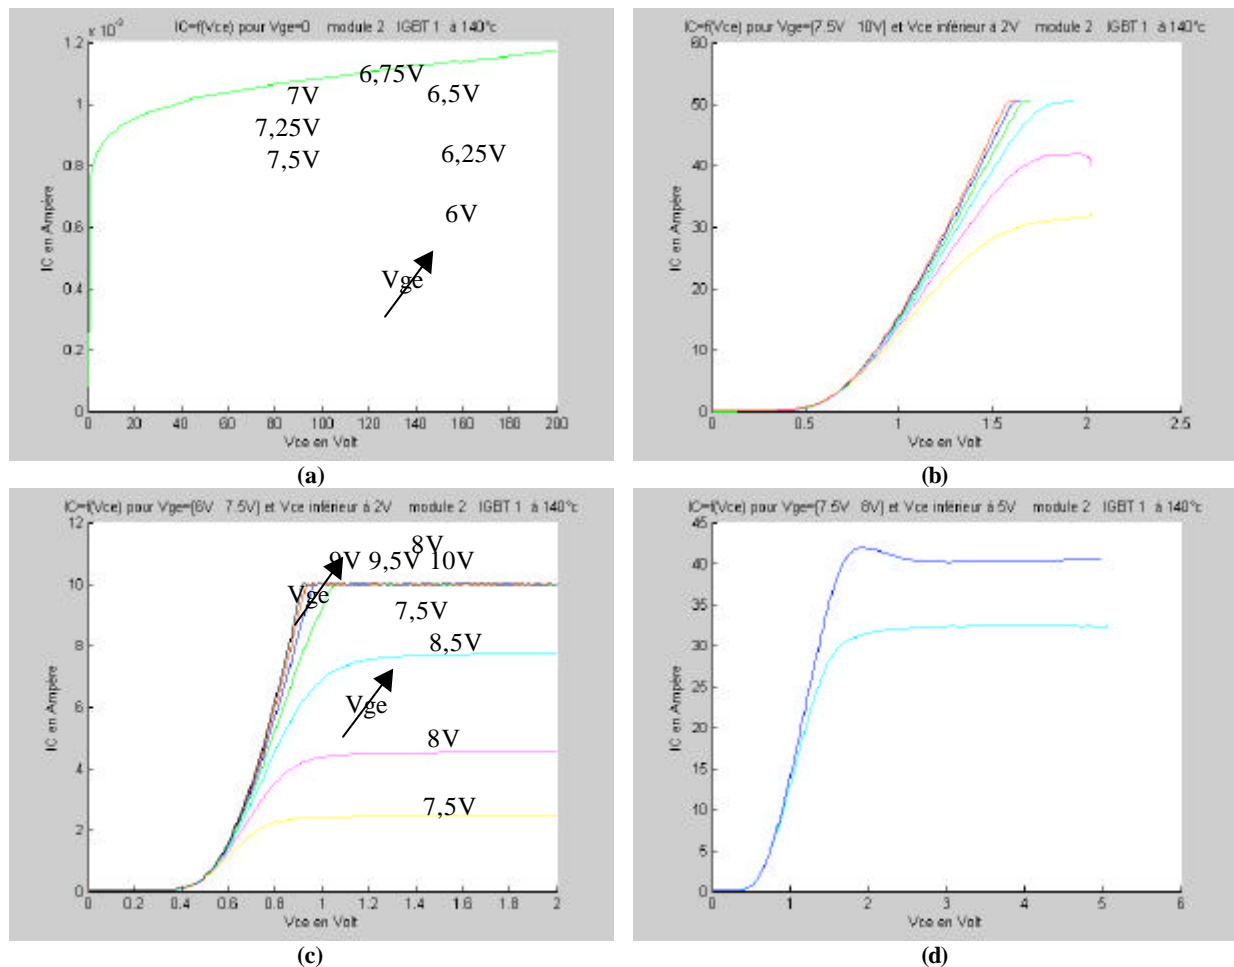 IC=f(Vce) pour Vge=0 module 2 IGBT 1 à 140°c
x 10⁻³
1.2
1
0.8
0.6
0.4
0.2
0
6,75V
7V
6,5V
7,25V
7,5V
6,25V
6V
Vge
IC en Ampère
0 20 40 60 80 100 120 140 160 180 200
Vce en Volt
(a)
IC=f(Vce) pour Vge=[7.5V 10V] et Vce inférieur à 2V module 2 IGBT 1 à 140°c
60
50
40
30
20
10
0
IC en Ampère
0 0.5 1 1.5 2 2.5
Vce en Volt
(b)
IC=f(Vce) pour Vge=[6V 7.5V] et Vce inférieur à 2V module 2 IGBT 1 à 140°c
12
10
8
6
4
2
0
8V
9V 9,5V 10V
Vge
7,5V
8,5V
Vge
8V
7,5V
IC en Ampère
0 0.2 0.4 0.6 0.8 1 1.2 1.4 1.6 1.8 2
Vce en Volt
(c)
IC=f(Vce) pour Vge=[7.5V 8V] et Vce inférieur à 5V module 2 IGBT 1 à 140°c
45
40
35
30
25
20
15
10
5
0
IC en Ampère
0 1 2 3 4 5 6
Vce en Volt
(d)